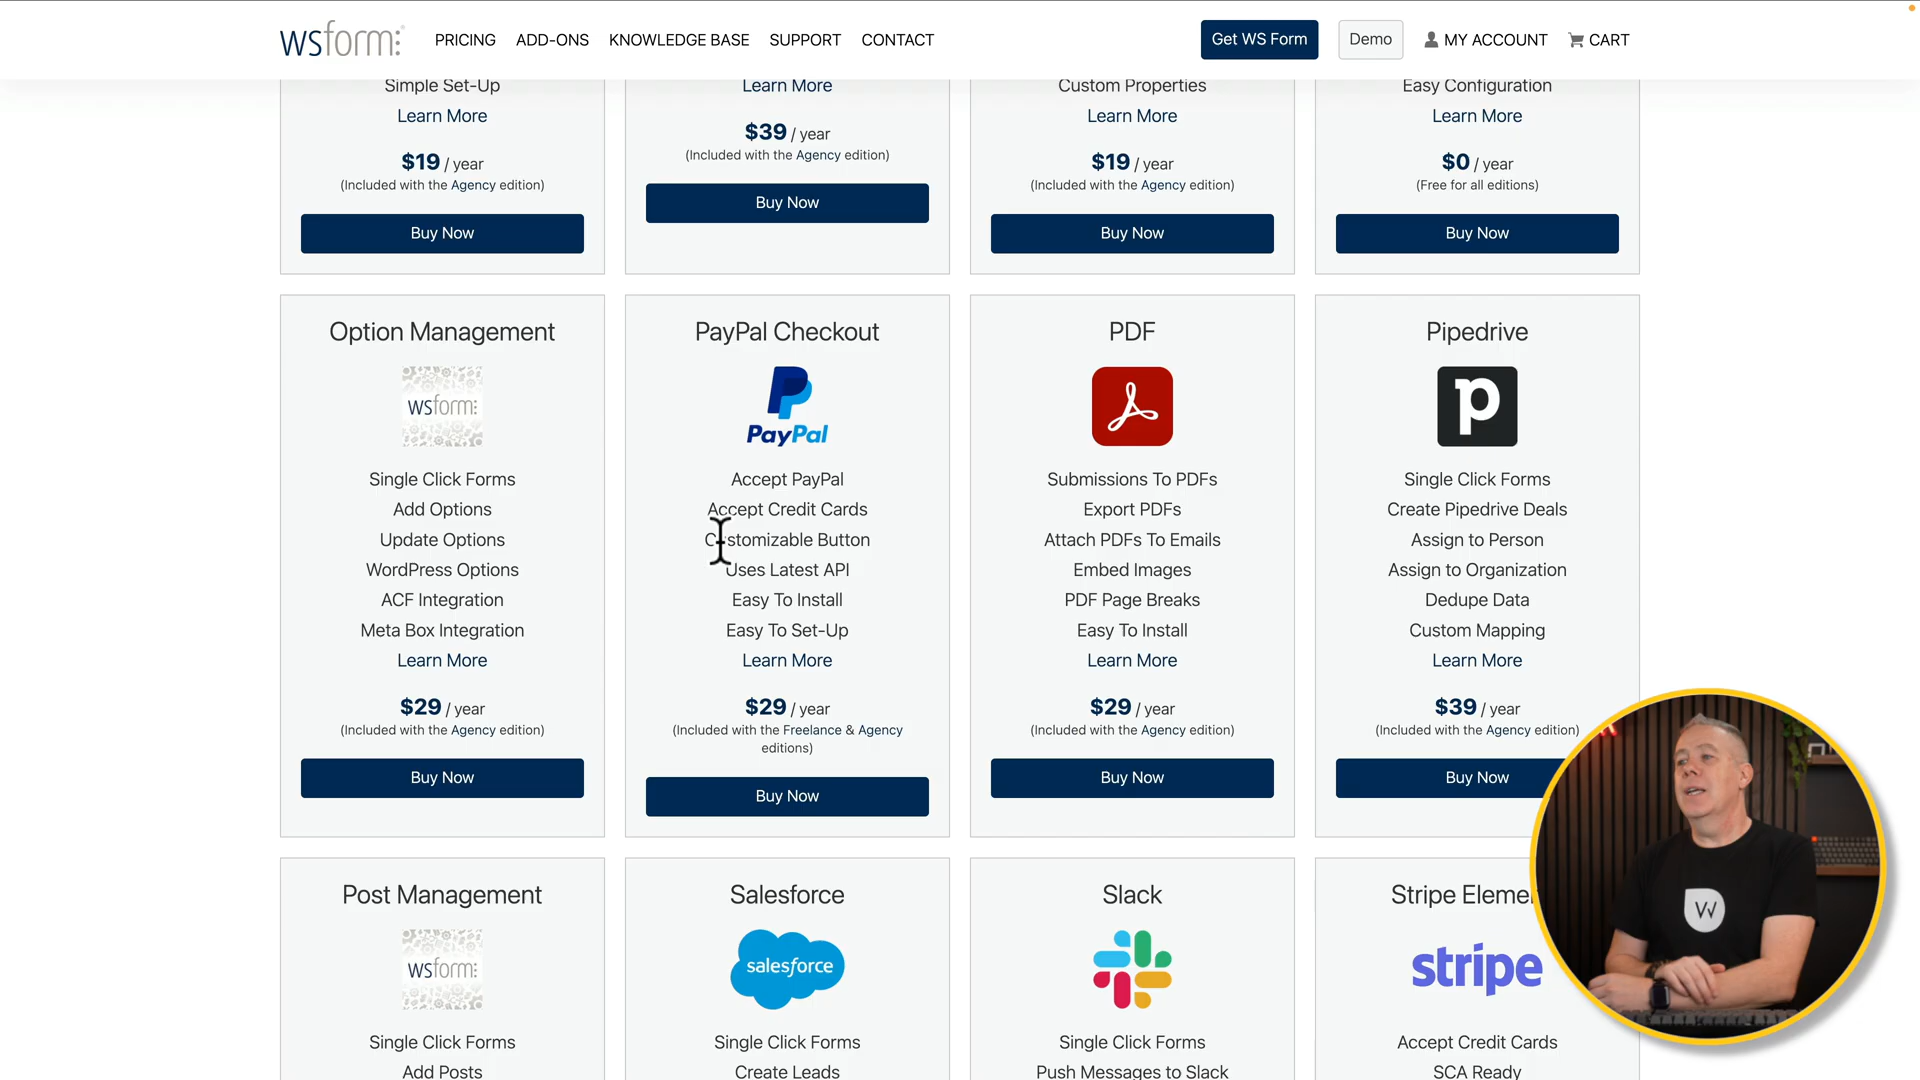 wsform
PRICING
ADD-ONS
KNOWLEDGE BASE
SUPPORT
CONTACT
Get WS Form
Demo
MY ACCOUNT
CART
Simple Set-Up
Learn More
$19 / year
(Included with the Agency edition)
Buy Now
Learn More
$39 / year
(Included with the Agency edition)
Buy Now
Custom Properties
Learn More
$19 / year
(Included with the Agency edition)
Buy Now
Easy Configuration
Learn More
$0 / year
(Free for all editions)
Buy Now
Option Management
wsform
Single Click Forms
Add Options
Update Options
WordPress Options
ACF Integration
Meta Box Integration
Learn More
$29 / year
(Included with the Agency edition)
Buy Now
PayPal Checkout
PayPal
Accept PayPal
Accept Credit Cards
Customizable Button
Uses Latest API
Easy To Install
Easy To Set-Up
Learn More
$29 / year
(Included with the Freelance & Agency
editions)
Buy Now
PDF
Submissions To PDFs
Export PDFs
Attach PDFs To Emails
Embed Images
PDF Page Breaks
Easy To Install
Learn More
$29 / year
(Included with the Agency edition)
Buy Now
Pipedrive
p
Single Click Forms
Create Pipedrive Deals
Assign to Person
Assign to Organization
Dedupe Data
Custom Mapping
Learn More
$39 / year
(Included with the Agency edition)
Buy Now
Post Management
wsform
Single Click Forms
Add Posts
Salesforce
salesforce
Single Click Forms
Create Leads
Slack
Single Click Forms
Push Messages to Slack
Stripe Eleme
stripe
Accept Credit Cards
SCA Ready
W